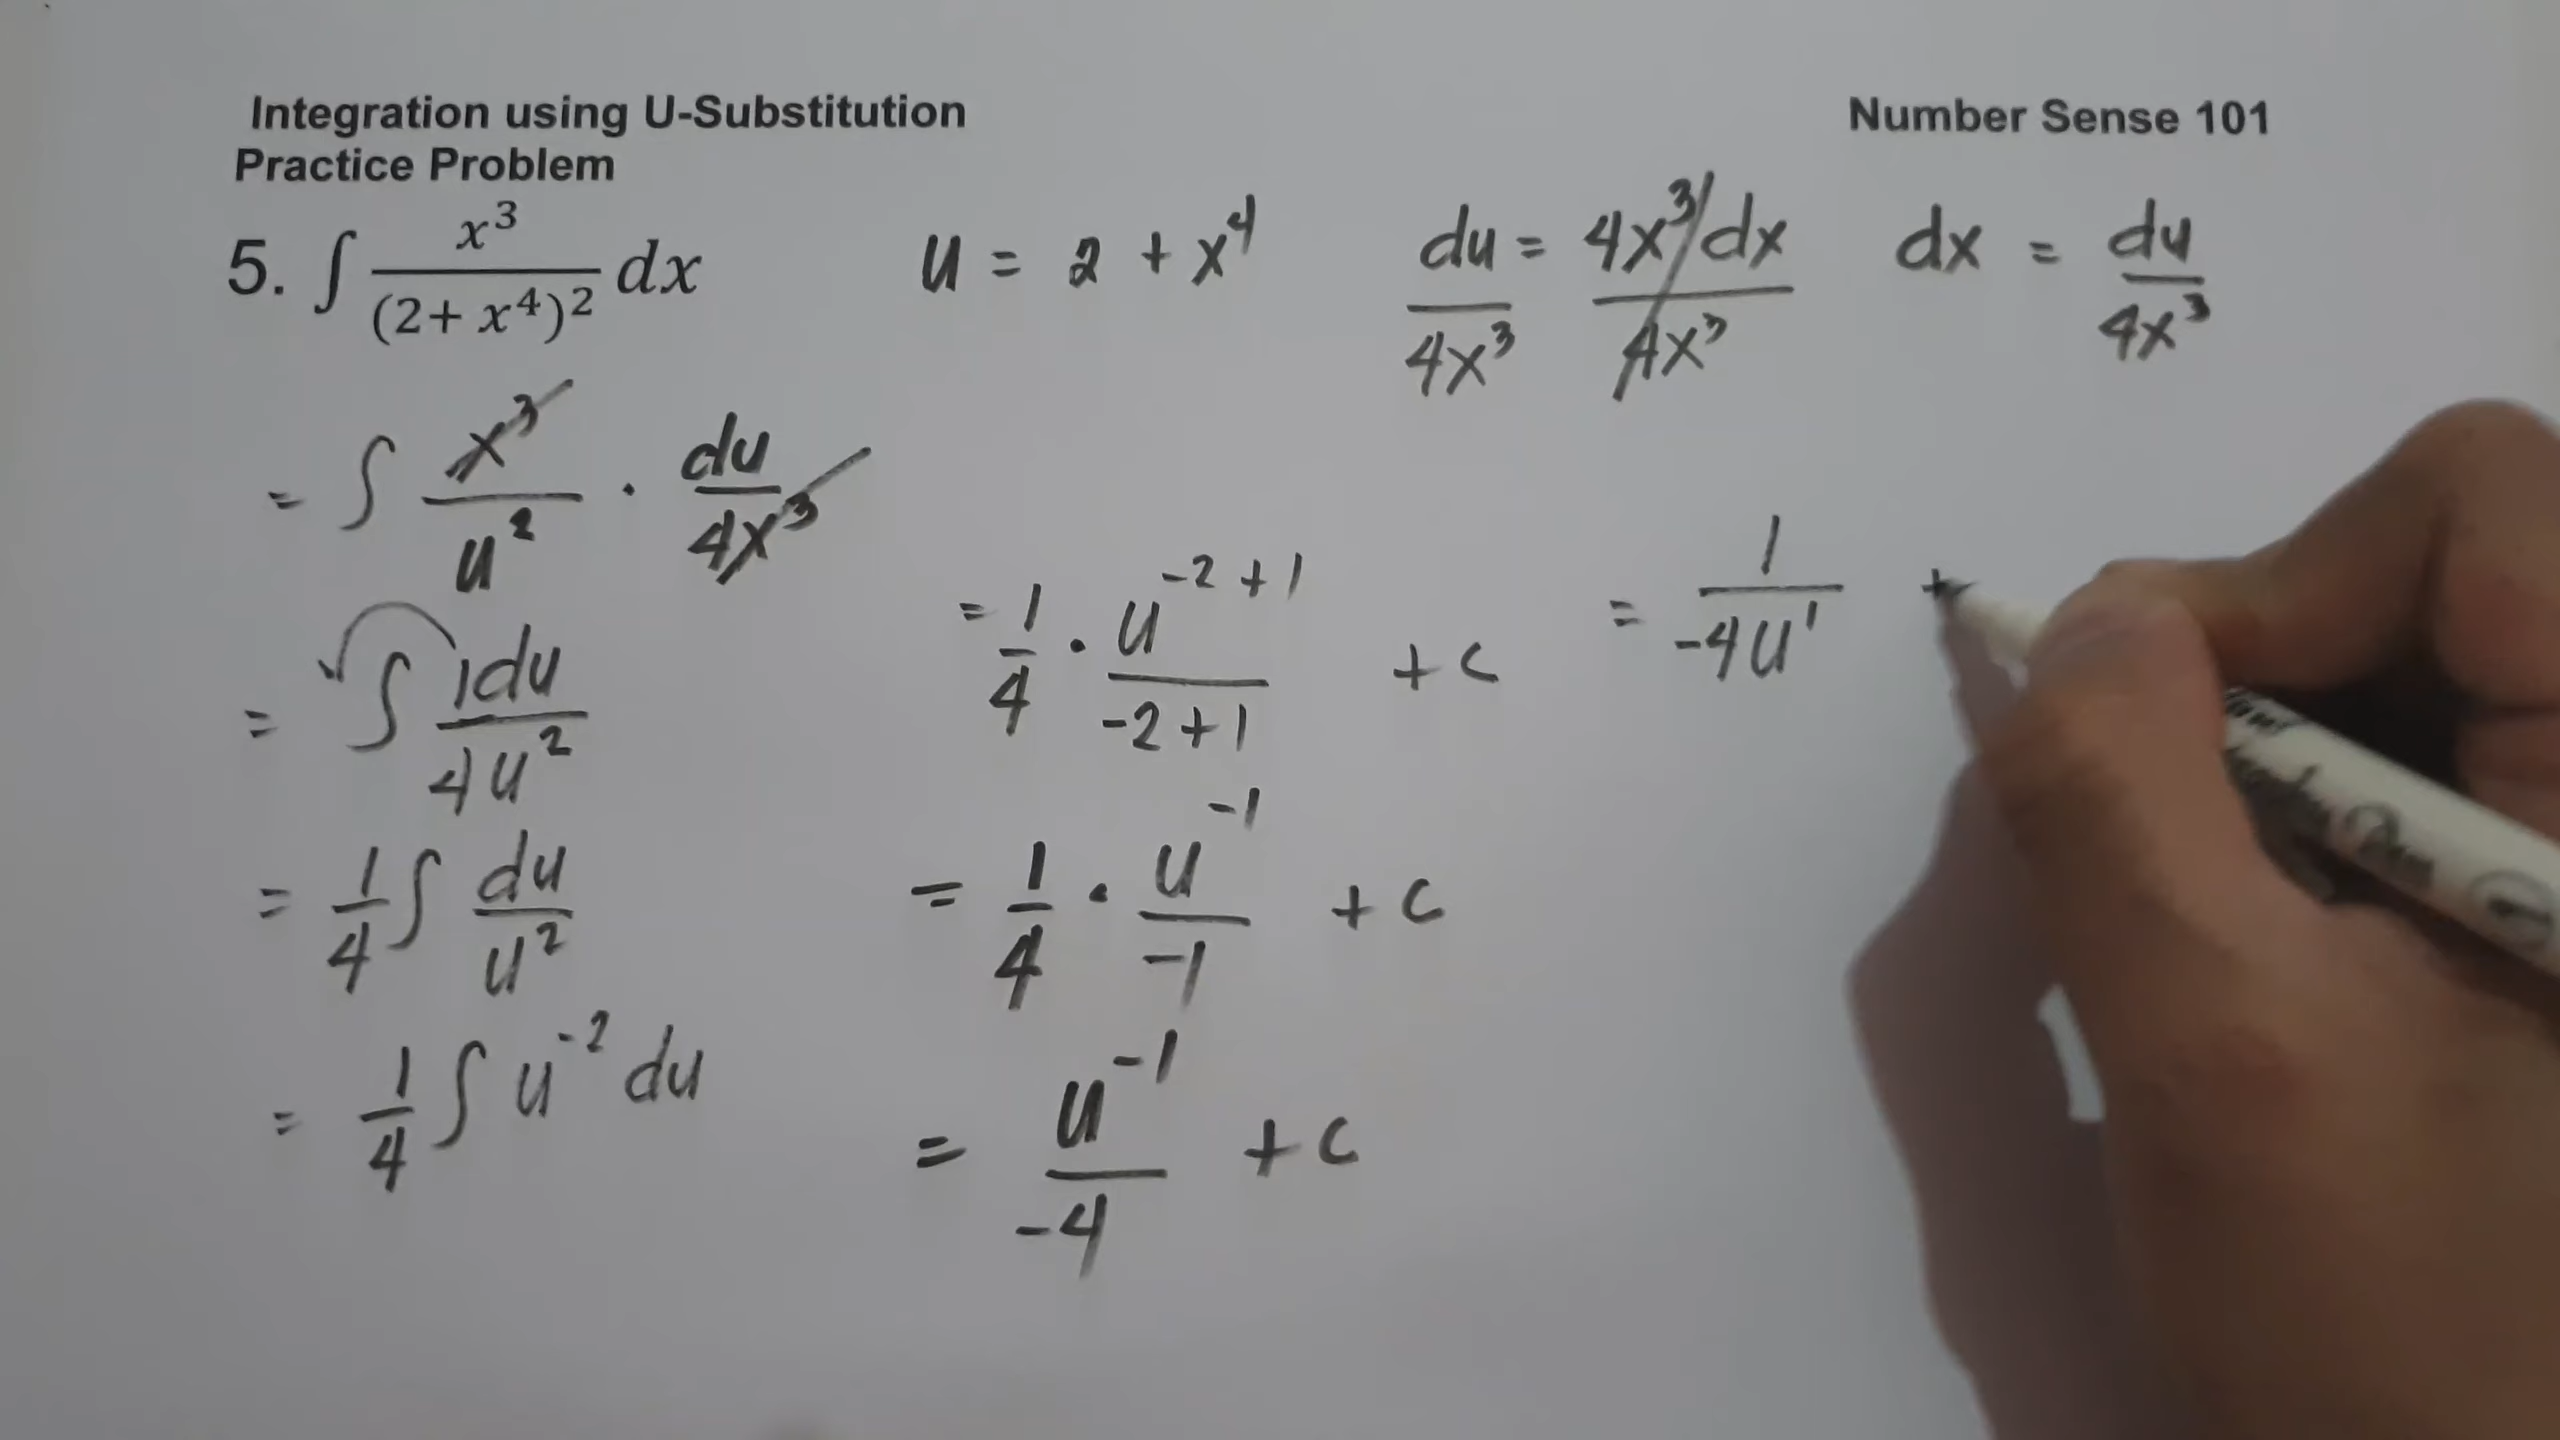 Integration using U-Substitution
Number Sense 101
Practice Problem
5. ∫ x³/(2+ x⁴)² dx
u = 2 + x⁴
du/4x³ = 4x³dx/4x³
dx = du/4x³
= ∫ x³/u² · du/4x³
= ∫ 1du/4u²
= 1/4 ∫ du/u²
= 1/4 ∫ u⁻² du
= 1/4 · u⁻²⁺¹/-2+1 + c
= 1/4 · u⁻¹/-1 + c
= u⁻¹/-4 + c
= 1/-4u¹ +